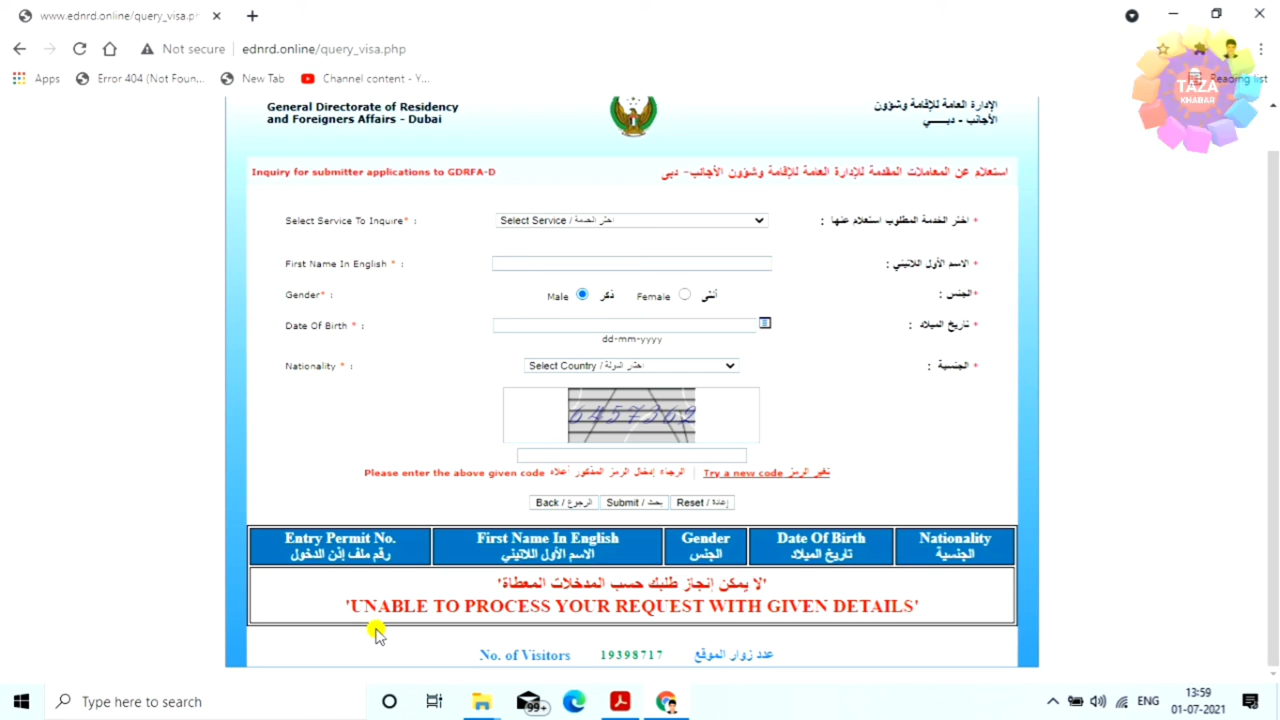 www.ednrd.online/query_visa.p
Not secure
ednrd.online/query_visa.php
Apps
Error 404 (Not Foun...
New Tab
Channel content - Y...
Reading list
TAZA
KHABAR
General Directorate of Residency
and Foreigners Affairs - Dubai
الإدارة العامة للإقامة وشؤون
الأجانب - دبـــــي
Inquiry for submitter applications to GDRFA-D
استعلام عن المعاملات المقدمة للإدارة العامة للإقامة وشؤون الأجانب- دبي
Select Service To Inquire* :
Select Service / اختر الخدمة
* اختر الخدمة المطلوب استعلام عنها :
First Name In English * :
* الاسم الأول اللاتيني :
Gender* :
Male ذكر Female أنثى
*الجنس :
Date Of Birth * :
* تاريخ الميلاد :
dd-mm-yyyy
Nationality * :
Select Country / اختار الدولة
* الجنسية :
6457362
Please enter the above given code الرجاء إدخال الرمز المذكور أعلاه | Try a new code تغير الرمز
Back / الرجوع
Submit / بحث
Reset / إعادة
Entry Permit No.
First Name In English
Gender
Date Of Birth
Nationality
رقم ملف إذن الدخول
الاسم الأول اللاتيني
الجنس
تاريخ الميلاد
الجنسية
'لا يمكن إنجاز طلبك حسب المدخلات المعطاة'
'UNABLE TO PROCESS YOUR REQUEST WITH GIVEN DETAILS'
No. of Visitors 19398717 عدد زوار الموقع
Type here to search
99+
ENG
13:59
01-07-2021